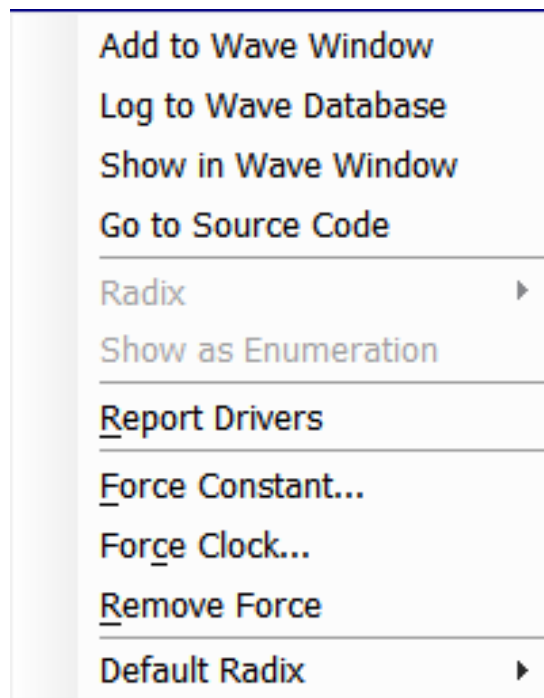 Add to Wave Window
Log to Wave Database
Show in Wave Window
Go to Source Code
Radix
Show as Enumeration
Report Drivers
Force Constant...
Force Clock...
Remove Force
Default Radix